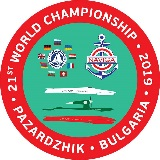 21ST WORLD CHAMPIONSHIP • 2019
NAVIGA
• PAZARDZHIK • BULGARIA •